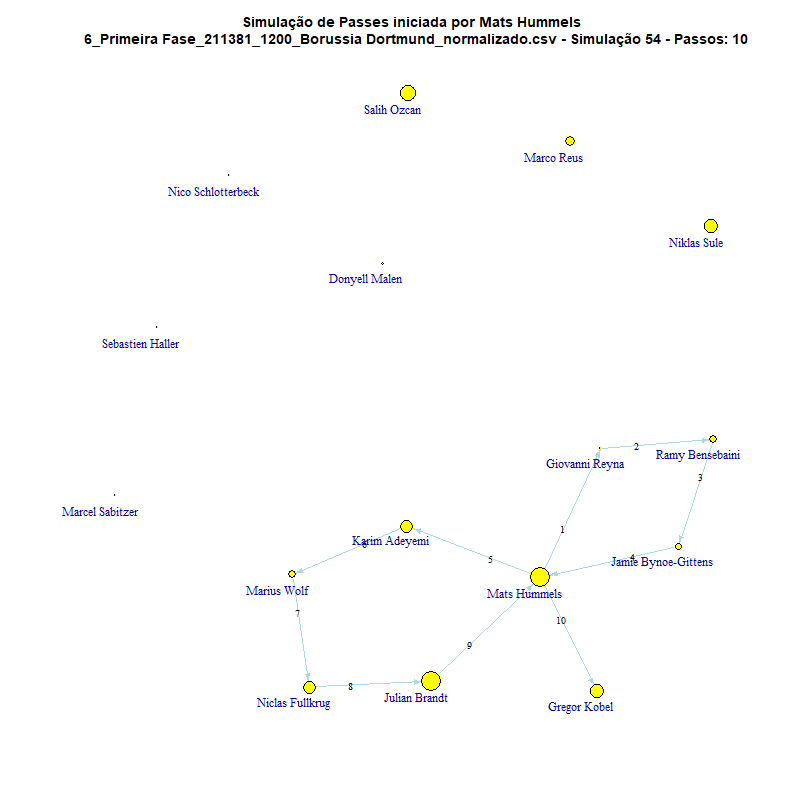 Simulação de Passes iniciada por Mats Hummels
6_Primeira Fase_211381_1200_Borussia Dortmund_normalizado.csv - Simulação 54 - Passos: 10
Salih Ozcan
Marco Reus
Nico Schlotterbeck
Niklas Sule
Donyell Malen
Sebastien Haller
2
Ramy Bensebaini
Giovanni Reyna
3
Marcel Sabitzer
1
Karim Adeyemi
6
4
5
Jamie Bynoe-Gittens
Marius Wolf
Mats Hummels
7
10
9
8
Julian Brandt
Niclas Fullkrug
Gregor Kobel